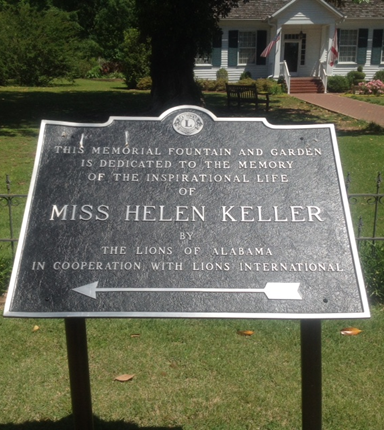 L
THIS MEMORIAL FOUNTAIN AND GARDEN
IS DEDICATED TO THE MEMORY
OF THE INSPIRATIONAL LIFE
OF
MISS HELEN KELLER
BY
THE LIONS OF ALABAMA
IN COOPERATION WITH LIONS INTERNATIONAL